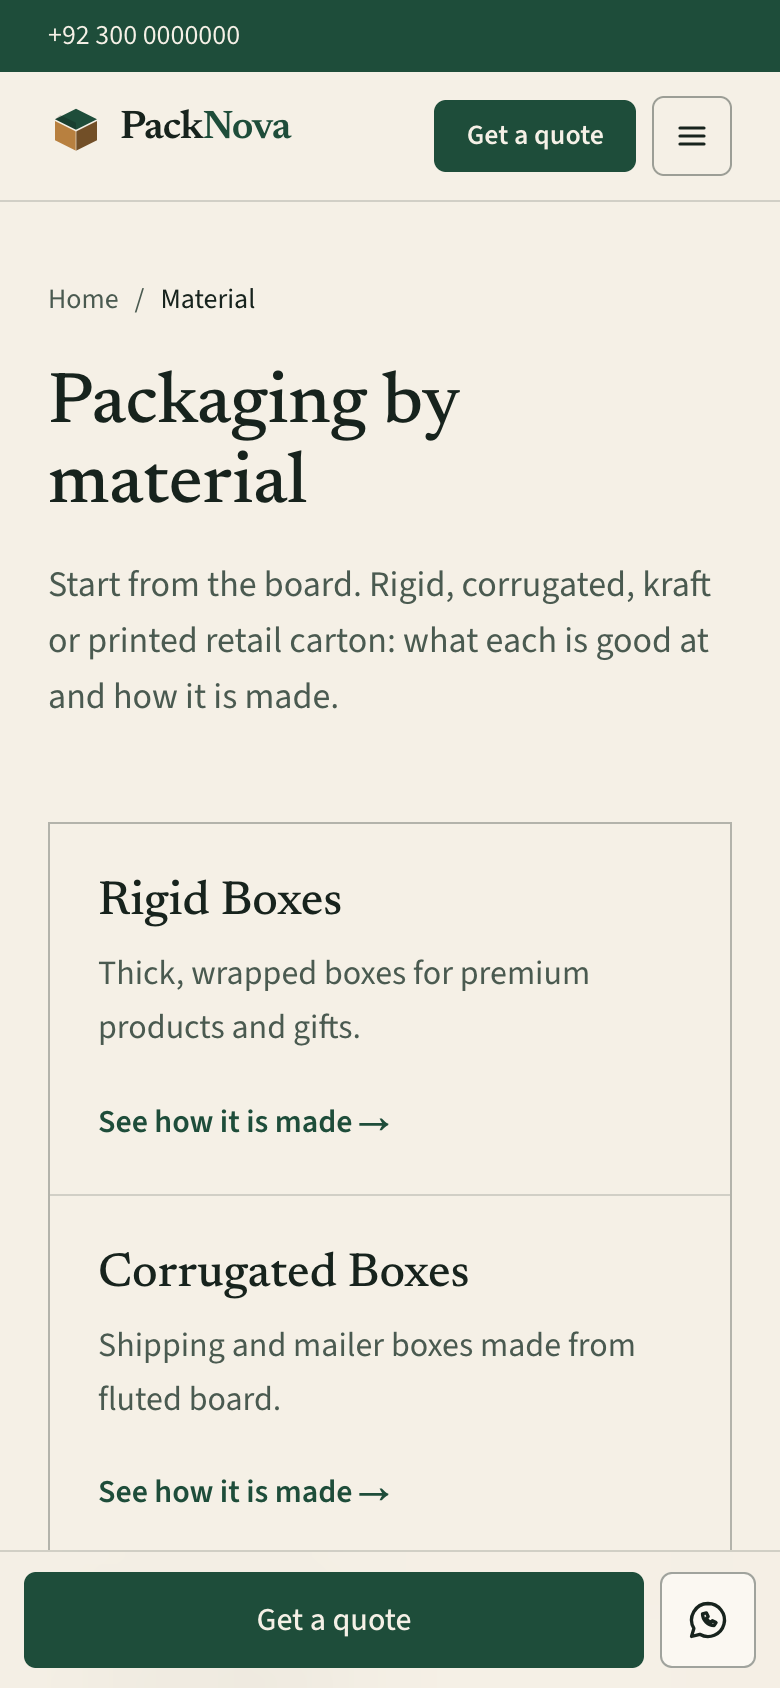 +92 300 0000000
PackNova
Get a quote
Home / Material
Packaging by
material
Start from the board. Rigid, corrugated, kraft
or printed retail carton: what each is good at
and how it is made.
Rigid Boxes
Thick, wrapped boxes for premium
products and gifts.
See how it is made →
Corrugated Boxes
Shipping and mailer boxes made from
fluted board.
See how it is made →
Get a quote